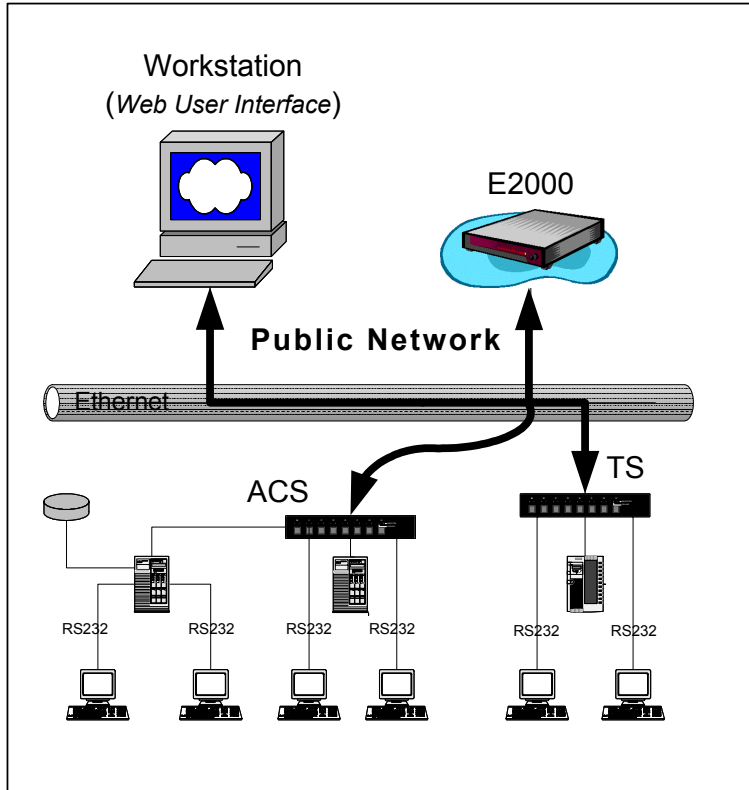 Workstation
(Web User Interface)
E2000
Public Network
Ethernet
ACS
TS
RS232
RS232
RS232
RS232
RS232
RS232